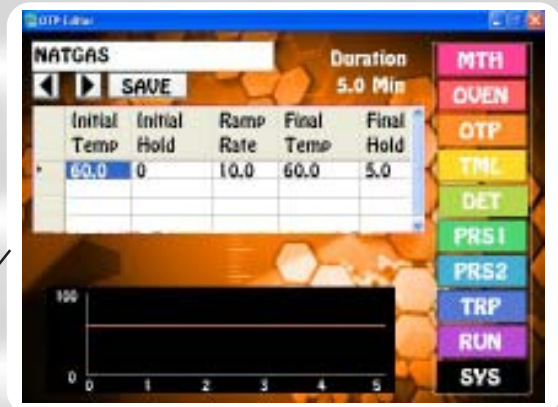 OTP Editor
NATGAS
Duration
5.0 Min
SAVE
Initial Temp Initial Hold Ramp Rate Final Temp Final Hold
60.0 0 10.0 60.0 5.0
100
0
0 1 2 3 4 5
MTH
OVEN
OTP
TML
DET
PRS1
PRS2
TRP
RUN
SYS